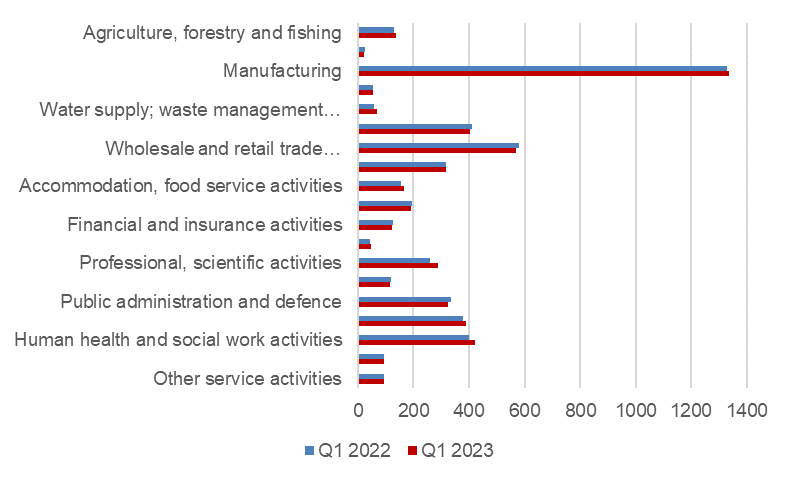 Agriculture, forestry and fishing
Manufacturing
Water supply; waste management…
Wholesale and retail trade…
Accommodation, food service activities
Financial and insurance activities
Professional, scientific activities
Public administration and defence
Human health and social work activities
Other service activities
0 200 400 600 800 1000 1200 1400
Q1 2022 Q1 2023